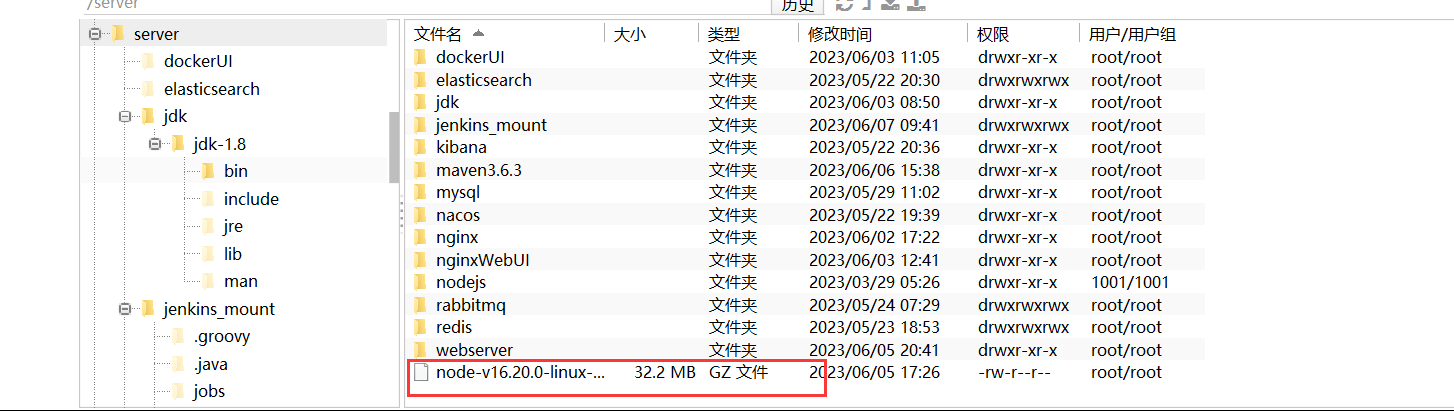 /server
历史
server
dockerUI
elasticsearch
jdk
jdk-1.8
bin
include
jre
lib
man
jenkins_mount
.groovy
.java
jobs
文件名 大小 类型 修改时间 权限 用户/用户组
dockerUI 文件夹 2023/06/03 11:05 drwxr-xr-x root/root
elasticsearch 文件夹 2023/05/22 20:30 drwxrwxrwx root/root
jdk 文件夹 2023/06/03 08:50 drwxr-xr-x root/root
jenkins_mount 文件夹 2023/06/07 09:41 drwxrwxrwx root/root
kibana 文件夹 2023/05/22 20:36 drwxr-xr-x root/root
maven3.6.3 文件夹 2023/06/06 15:38 drwxr-xr-x root/root
mysql 文件夹 2023/05/29 11:02 drwxr-xr-x root/root
nacos 文件夹 2023/05/22 19:39 drwxr-xr-x root/root
nginx 文件夹 2023/06/02 17:22 drwxr-xr-x root/root
nginxWebUI 文件夹 2023/06/03 12:41 drwxr-xr-x root/root
nodejs 文件夹 2023/03/29 05:26 drwxr-xr-x 1001/1001
rabbitmq 文件夹 2023/05/24 07:29 drwxrwxrwx root/root
redis 文件夹 2023/05/23 18:53 drwxrwxrwx root/root
webserver 文件夹 2023/06/05 20:41 drwxr-xr-x root/root
node-v16.20.0-linux-... 32.2 MB GZ 文件 2023/06/05 17:26 -rw-r--r-- root/root